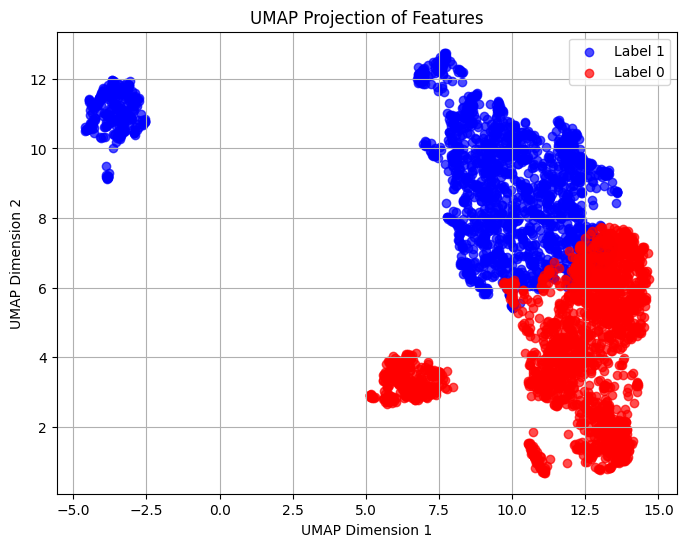 UMAP Projection of Features
Label 1
Label 0
UMAP Dimension 2
12
10
8
6
4
2
−5.0 −2.5 0.0 2.5 5.0 7.5 10.0 12.5 15.0
UMAP Dimension 1